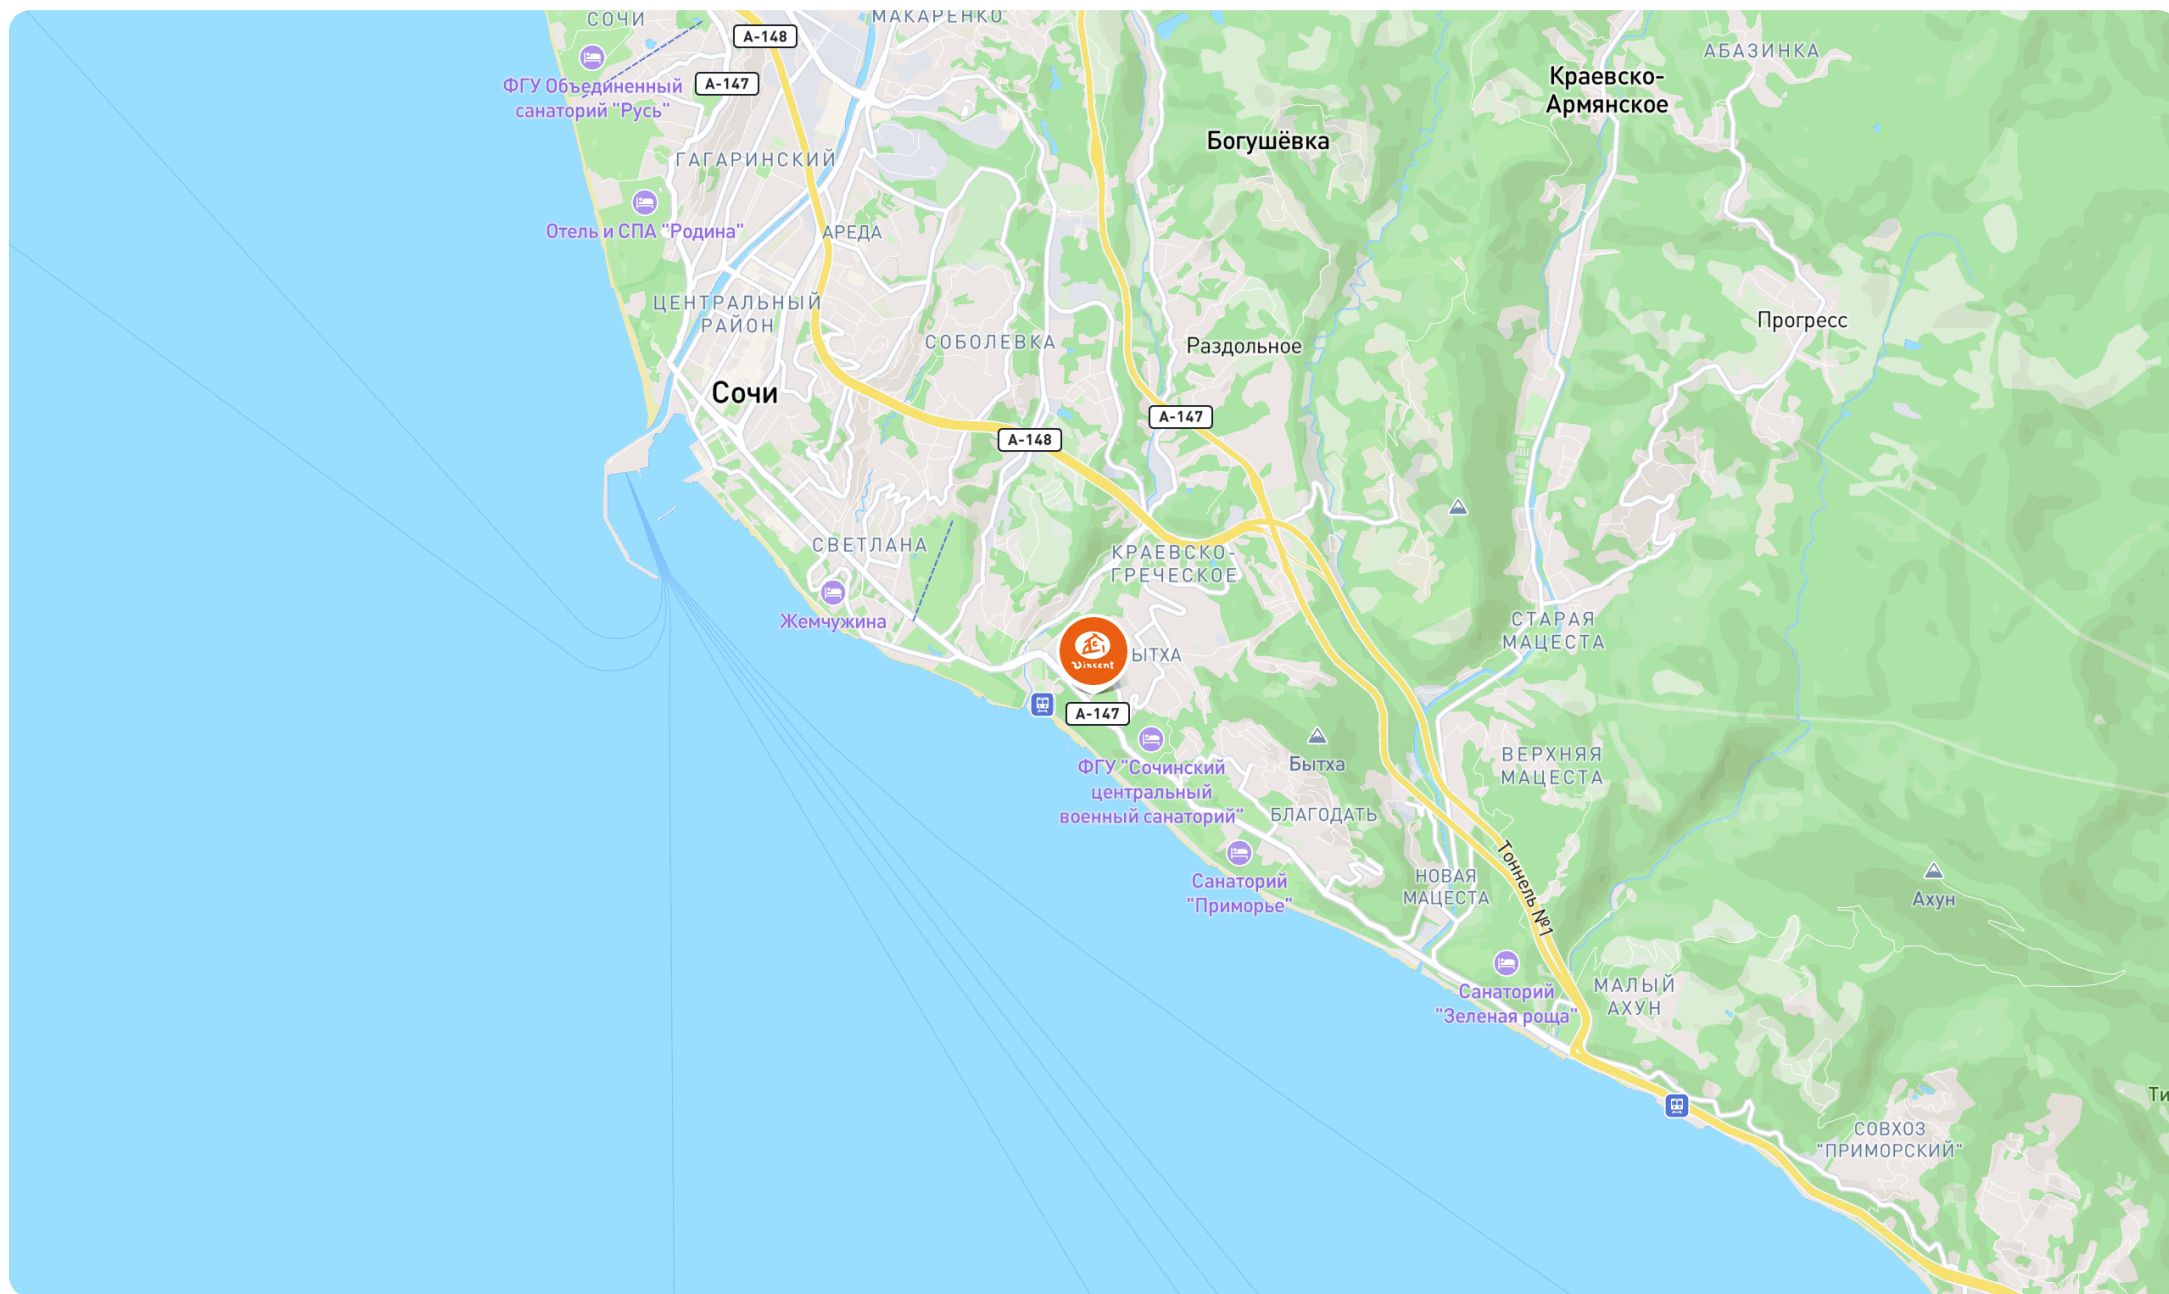 СОЧИ
МАКАРЕНКО
А-148
АБАЗИНКА
Краевско-
Армянское
ФГУ Объединенный
санаторий "Русь"
А-147
Богушёвка
ГАГАРИНСКИЙ
Отель и СПА "Родина"
АРЕДА
ЦЕНТРАЛЬНЫЙ
РАЙОН
СОБОЛЕВКА
Раздольное
Прогресс
Сочи
А-147
А-148
СВЕТЛАНА
КРАЕВСКО-
ГРЕЧЕСКОЕ
Жемчужина
СТАРАЯ
МАЦЕСТА
Vincent
ЫТХА
А-147
ФГУ "Сочинский
центральный
военный санаторий"
Бытха
ВЕРХНЯЯ
МАЦЕСТА
БЛАГОДАТЬ
Тоннель №1
Санаторий
"Приморье"
НОВАЯ
МАЦЕСТА
Ахун
Санаторий
"Зеленая роща"
МАЛЫЙ
АХУН
Ти
СОВХОЗ
"ПРИМОРСКИЙ"